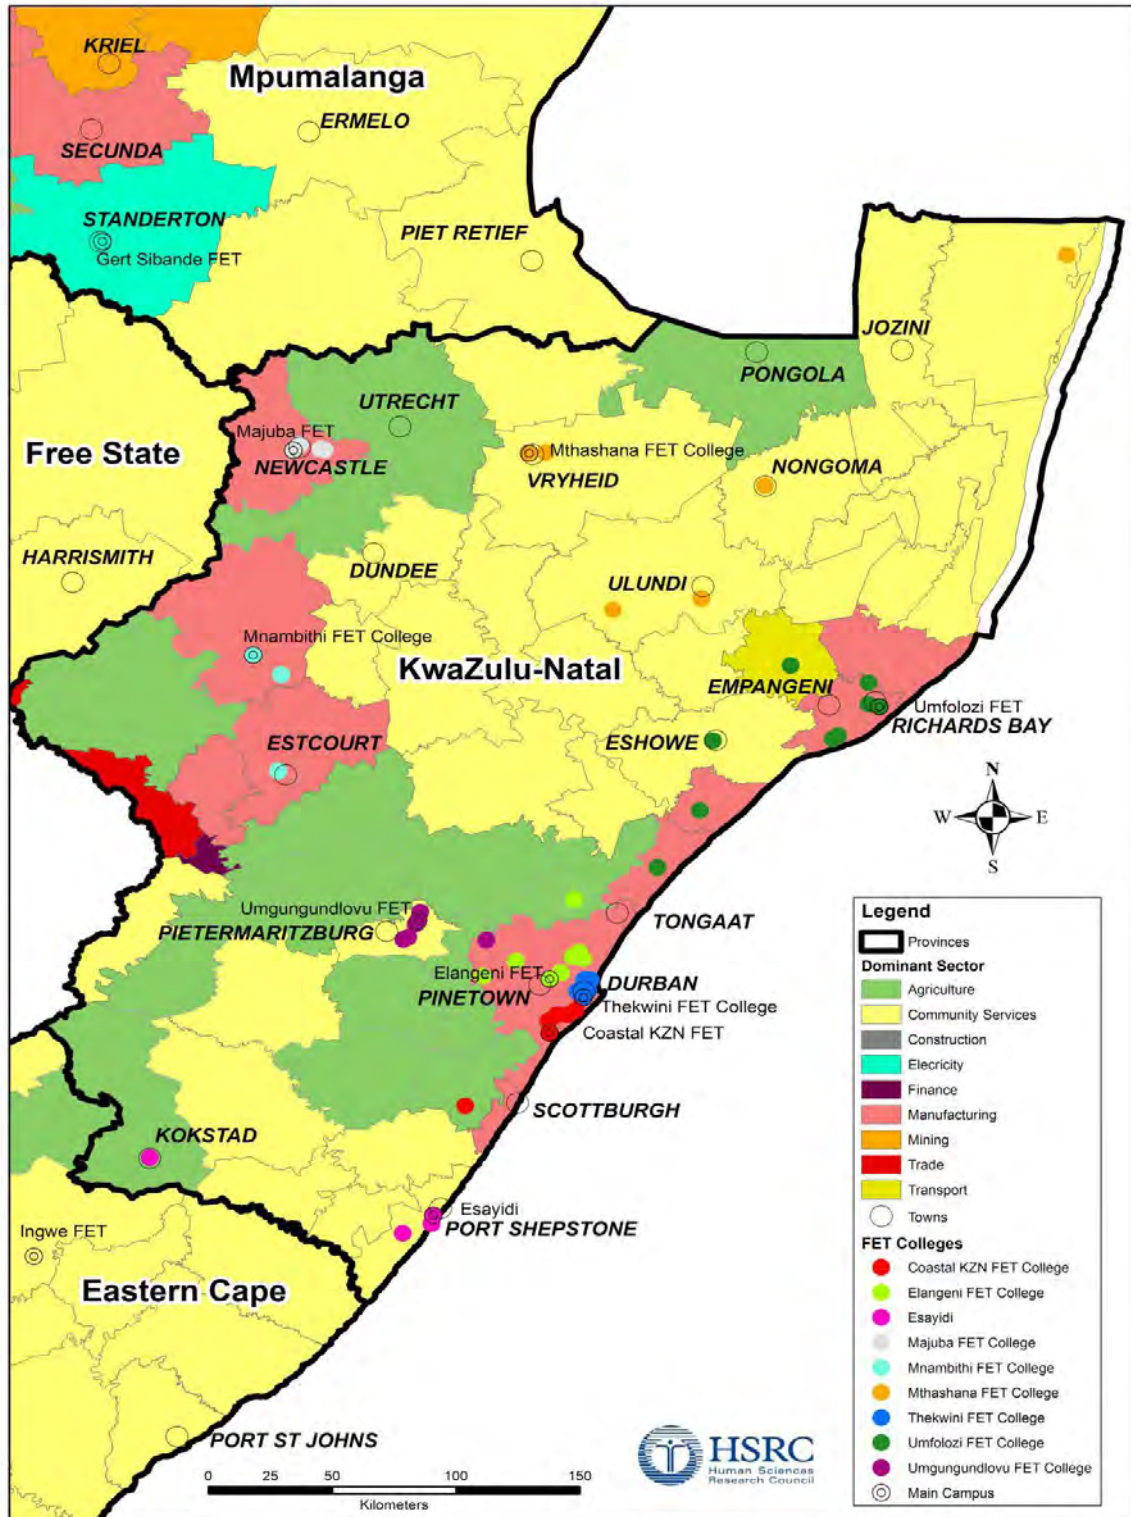 KRIEL
Mpumalanga
ERMELO
SECUNDA
STANDERTON
Gert Sibande FET
PIET RETIEF
JOZINI
PONGOLA
UTRECHT
Majuba FET
NEWCASTLE
Free State
Mthashana FET College
VRYHEID
NONGOMA
HARRISMITH
DUNDEE
ULUNDI
Mnambithi FET College
KwaZulu-Natal
EMPANGENI
Umfolozi FET
RICHARDS BAY
ESTCOURT
ESHOWE
N
W
E
S
Umgungundlovu FET
PIETERMARITZBURG
TONGAAT
Elangeni FET
PINETOWN
DURBAN
Thekwini FET College
Coastal KZN FET
SCOTTBURGH
KOKSTAD
Esayidi
PORT SHEPSTONE
Ingwe FET
Eastern Cape
PORT ST JOHNS
0 25 50 100 150
Kilometers
HSRC
Human Sciences
Research Council
Legend
Provinces
Dominant Sector
Agriculture
Community Services
Construction
Elecricity
Finance
Manufacturing
Mining
Trade
Transport
Towns
FET Colleges
Coastal KZN FET College
Elangeni FET College
Esayidi
Majuba FET College
Mnambithi FET College
Mthashana FET College
Thekwini FET College
Umfolozi FET College
Umgungundlovu FET College
Main Campus